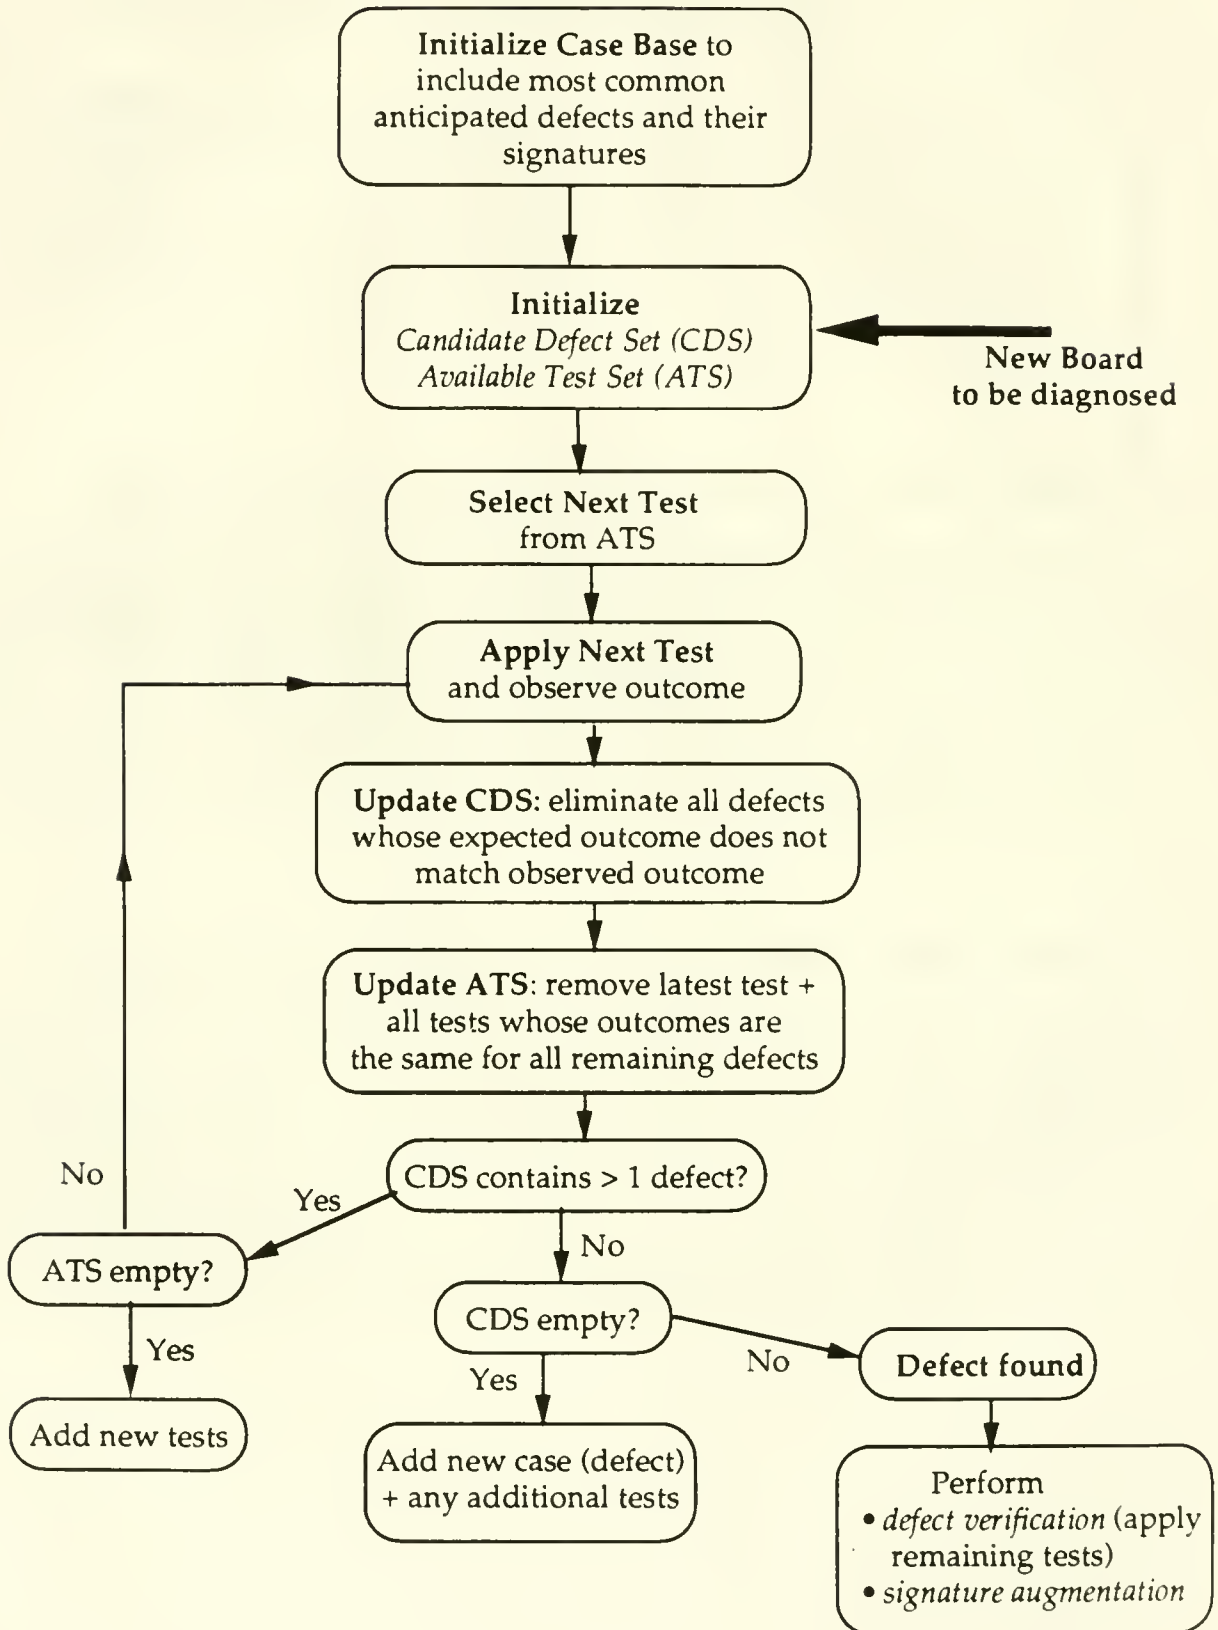 Initialize Case Base to
include most common
anticipated defects and their
signatures
Initialize
Candidate Defect Set (CDS)
Available Test Set (ATS)
New Board
to be diagnosed
Select Next Test
from ATS
Apply Next Test
and observe outcome
Update CDS: eliminate all defects
whose expected outcome does not
match observed outcome
Update ATS: remove latest test +
all tests whose outcomes are
the same for all remaining defects
CDS contains > 1 defect?
No
Yes
No
ATS empty?
CDS empty?
Yes
No
Defect found
Yes
Add new tests
Add new case (defect)
+ any additional tests
Perform
• defect verification (apply
remaining tests)
• signature augmentation